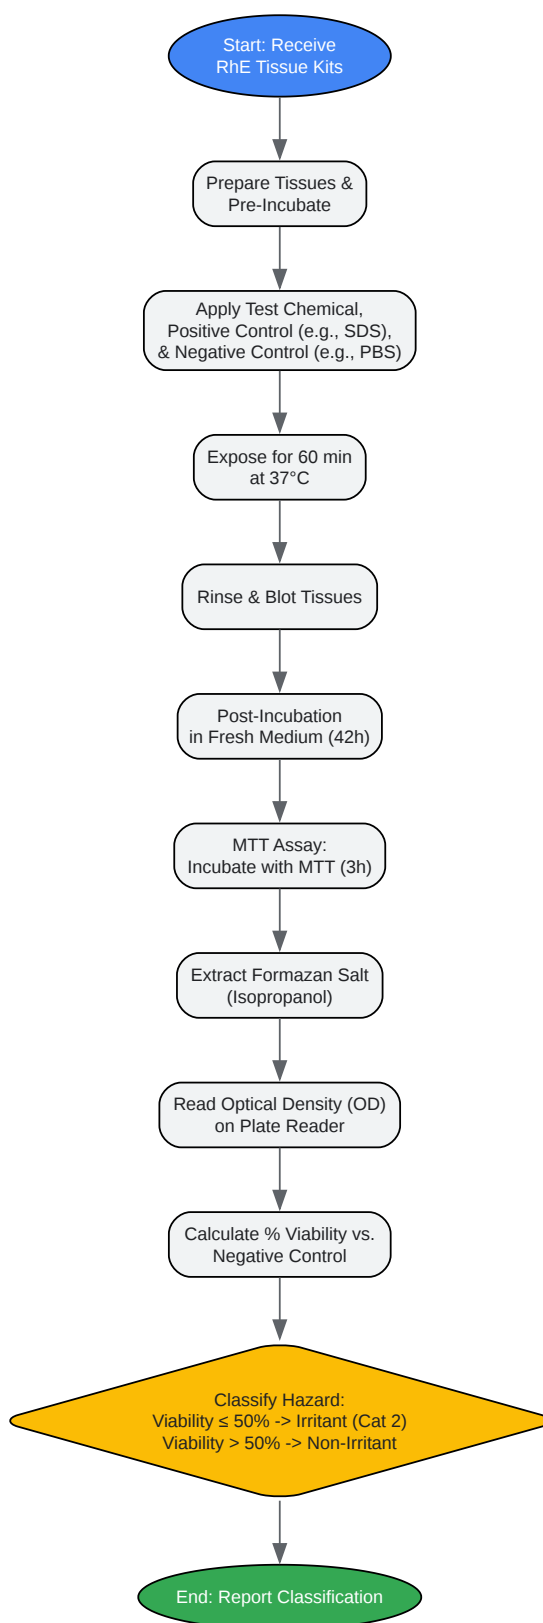 Start: Receive
RhE Tissue Kits
Prepare Tissues &
Pre-Incubate
Apply Test Chemical,
Positive Control (e.g., SDS),
& Negative Control (e.g., PBS)
Expose for 60 min
at 37°C
Rinse & Blot Tissues
Post-Incubation
in Fresh Medium (42h)
MTT Assay:
Incubate with MTT (3h)
Extract Formazan Salt
(Isopropanol)
Read Optical Density (OD)
on Plate Reader
Calculate % Viability vs.
Negative Control
Classify Hazard:
Viability ≤ 50% -> Irritant (Cat 2)
Viability > 50% -> Non-Irritant
End: Report Classification